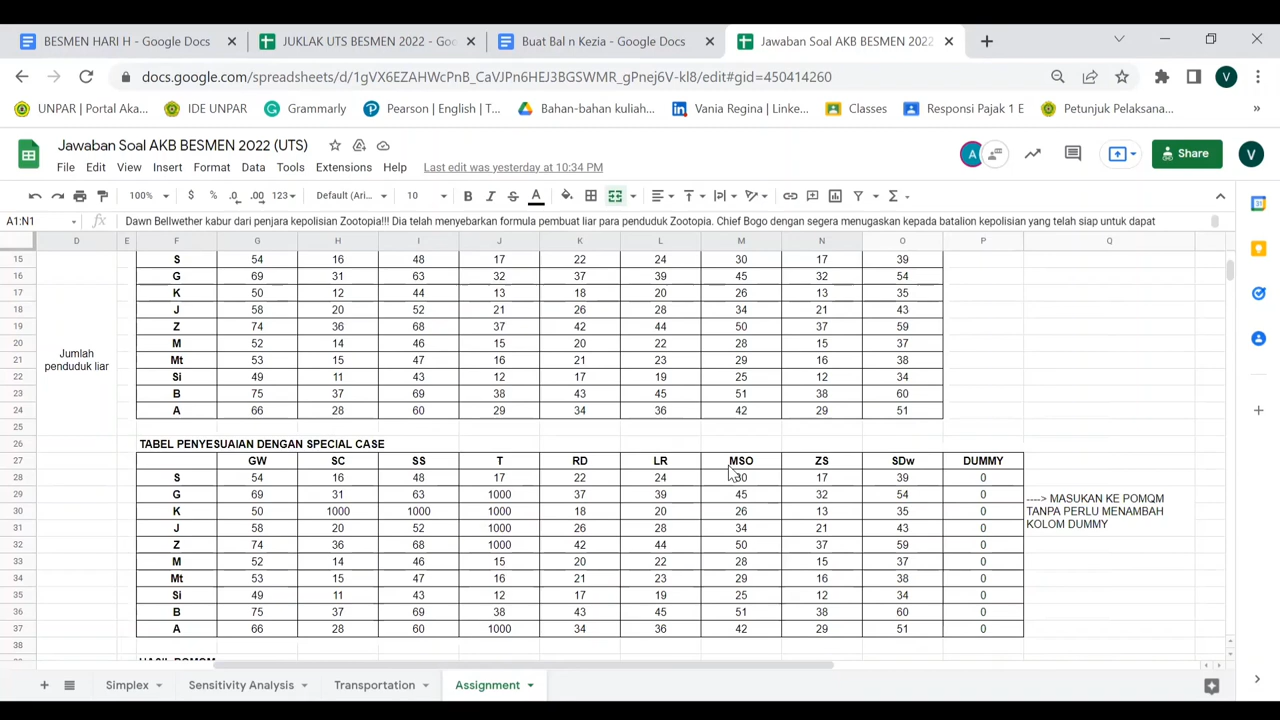 BESMEN HARI H - Google Docs
JUKLAK UTS BESMEN 2022 - Goo
Buat Bal n Kezia - Google Docs
Jawaban Soal AKB BESMEN 2022
docs.google.com/spreadsheets/d/1gVX6EZAHWcPnB_CaVJPn6HEJ3BGSWMR_gPnej6V-kl8/edit#gid=450414260
V
UNPAR | Portal Aka...
IDE UNPAR
Grammarly
Pearson | English | T...
Bahan-bahan kuliah...
Vania Regina | Linke...
Classes
Responsi Pajak 1 E
Petunjuk Pelaksana...
Jawaban Soal AKB BESMEN 2022 (UTS)
File Edit View Insert Format Data Tools Extensions Help
Last edit was yesterday at 10:34 PM
A
Share
V
100% $ % .0 .00 123 Default (Ari... 10 B I S A
A1:N1
fx
Dawn Bellwether kabur dari penjara kepolisian Zootopia!!! Dia telah menyebarkan formula pembuat liar para penduduk Zootopia. Chief Bogo dengan segera menugaskan kepada batalion kepolisian yang telah siap untuk dapat
D E F G H I J K L M N O P Q
15 S 54 16 48 17 22 24 30 17 39
16 G 69 31 63 32 37 39 45 32 54
17 K 50 12 44 13 18 20 26 13 35
18 J 58 20 52 21 26 28 34 21 43
19 Z 74 36 68 37 42 44 50 37 59
20 M 52 14 46 15 20 22 28 15 37
21 Mt 53 15 47 16 21 23 29 16 38
Jumlah
penduduk liar
22 Si 49 11 43 12 17 19 25 12 34
23 B 75 37 69 38 43 45 51 38 60
24 A 66 28 60 29 34 36 42 29 51
25
26 TABEL PENYESUAIAN DENGAN SPECIAL CASE
27 GW SC SS T RD LR MSO ZS SDw DUMMY
28 S 54 16 48 17 22 24 30 17 39 0
29 G 69 31 63 1000 37 39 45 32 54 0
30 K 50 1000 1000 1000 18 20 26 13 35 0
31 J 58 20 52 1000 26 28 34 21 43 0
----> MASUKAN KE POMQM
TANPA PERLU MENAMBAH
KOLOM DUMMY
32 Z 74 36 68 1000 42 44 50 37 59 0
33 M 52 14 46 15 20 22 28 15 37 0
34 Mt 53 15 47 16 21 23 29 16 38 0
35 Si 49 11 43 12 17 19 25 12 34 0
36 B 75 37 69 38 43 45 51 38 60 0
37 A 66 28 60 1000 34 36 42 29 51 0
38
Simplex
Sensitivity Analysis
Transportation
Assignment